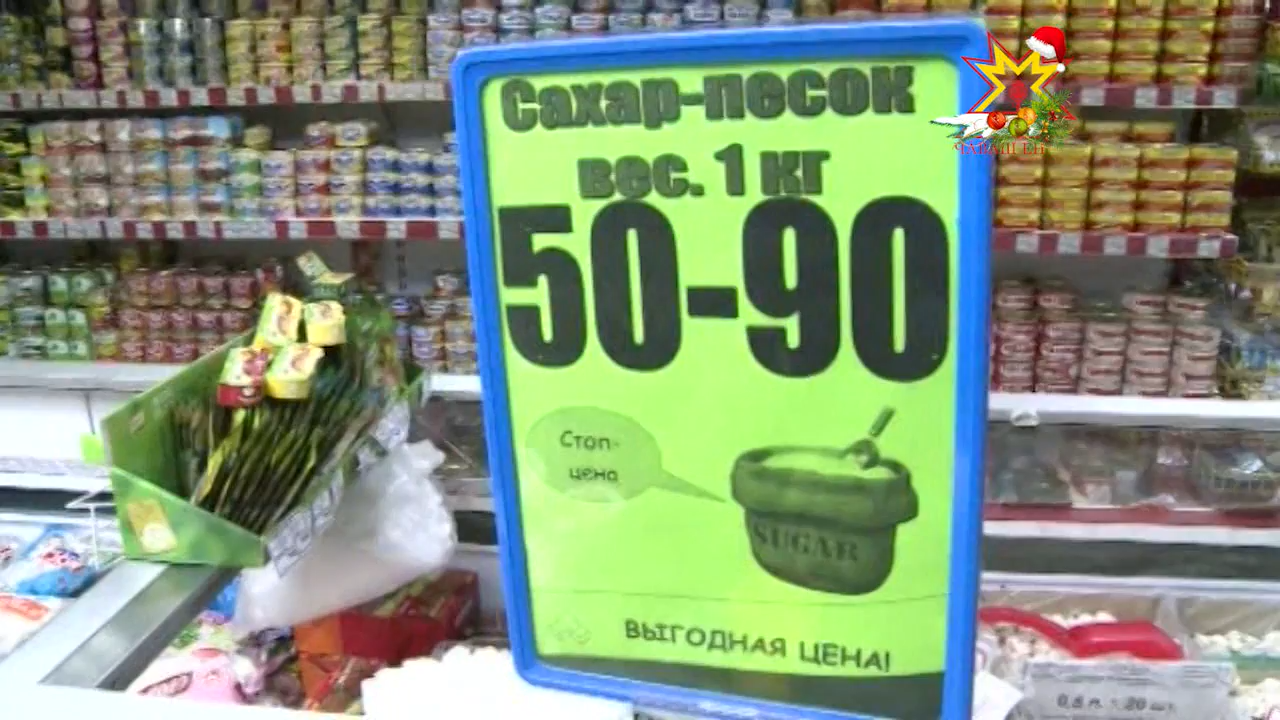 Сахар-песок
вес. 1 кг
50-90
Стоп-
цена
SUGAR
ВЫГОДНАЯ ЦЕНА!